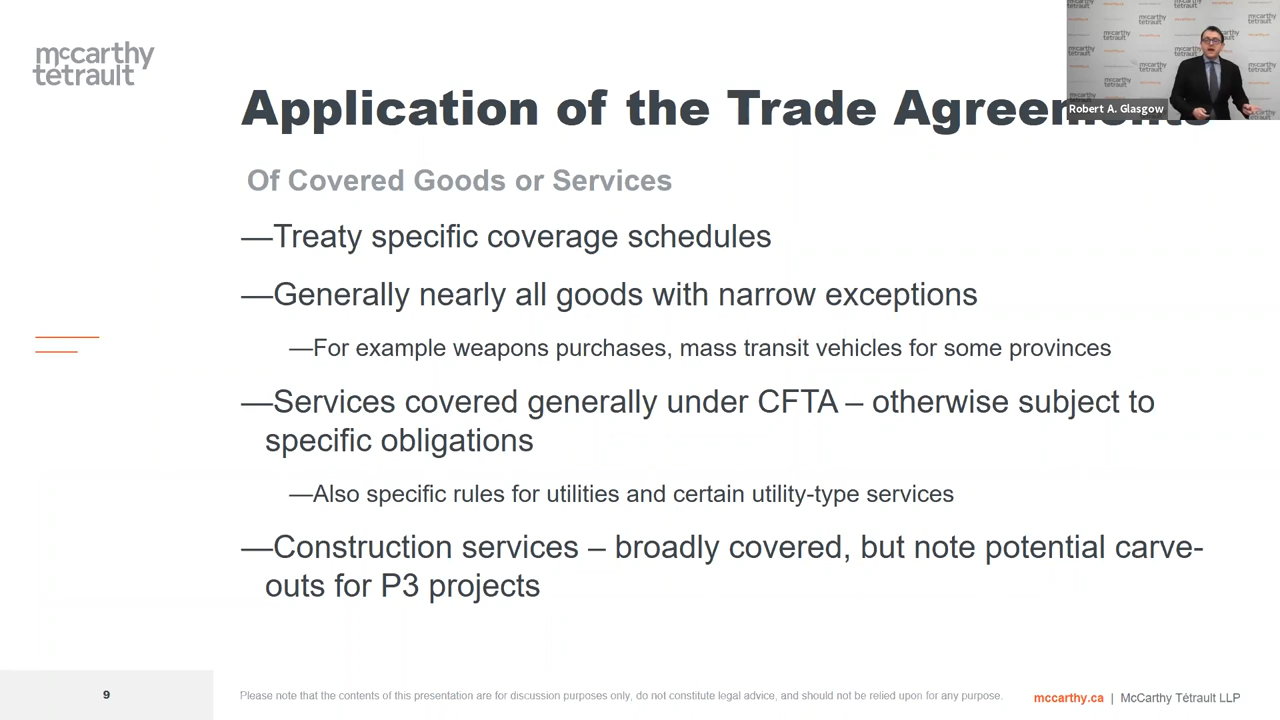 mccarthy
tetrault
Application of the Trade Agreements
Robert A. Glasgow
Of Covered Goods or Services
—Treaty specific coverage schedules
—Generally nearly all goods with narrow exceptions
—For example weapons purchases, mass transit vehicles for some provinces
—Services covered generally under CFTA – otherwise subject to
specific obligations
—Also specific rules for utilities and certain utility-type services
—Construction services – broadly covered, but note potential carve-
outs for P3 projects
9
Please note that the contents of this presentation are for discussion purposes only, do not constitute legal advice, and should not be relied upon for any purpose.
mccarthy.ca | McCarthy Tétrault LLP